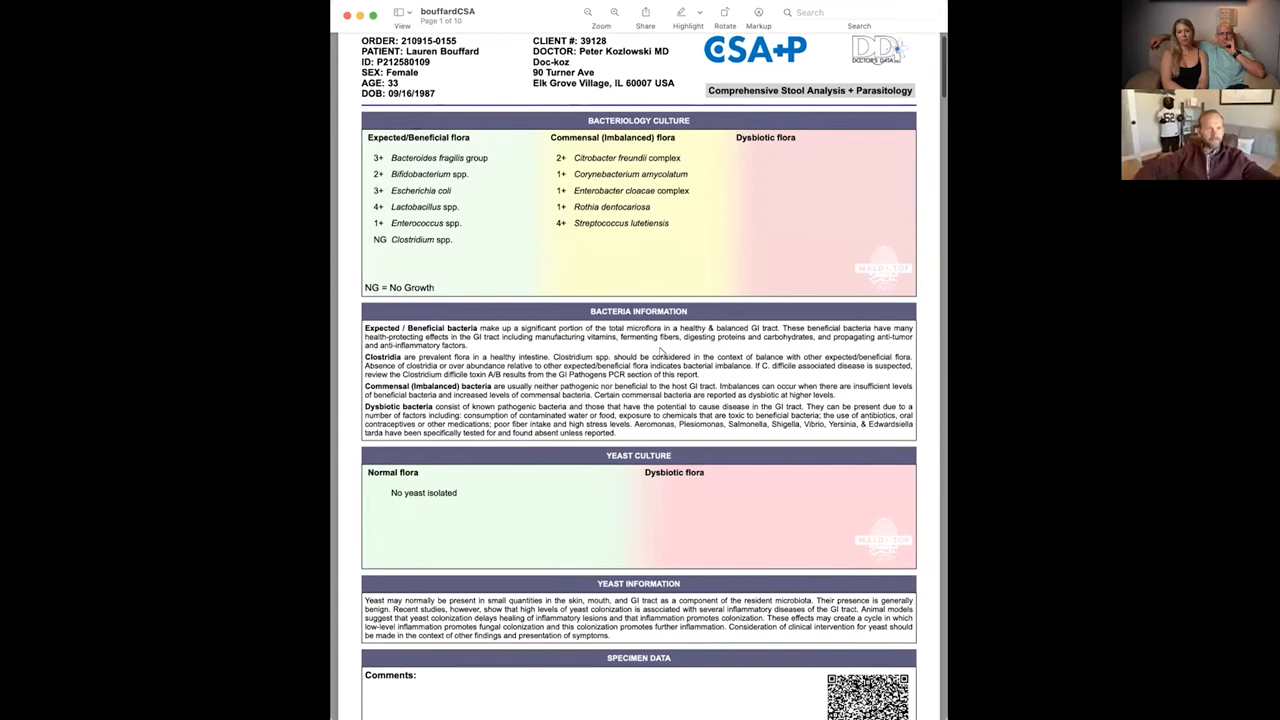 bouffardCSA
Page 1 of 10
View
Zoom
Share
Highlight
Rotate
Markup
Search
Search
ORDER: 210915-0155
PATIENT: Lauren Bouffard
ID: P212580109
SEX: Female
AGE: 33
DOB: 09/16/1987
CLIENT #: 39128
DOCTOR: Peter Kozlowski MD
Doc-koz
90 Turner Ave
Elk Grove Village, IL 60007 USA
CSA+P
DOCTOR'S DATA
Comprehensive Stool Analysis + Parasitology
BACTERIOLOGY CULTURE
Expected/Beneficial flora
3+ Bacteroides fragilis group
2+ Bifidobacterium spp.
3+ Escherichia coli
4+ Lactobacillus spp.
1+ Enterococcus spp.
NG Clostridium spp.
NG = No Growth
Commensal (Imbalanced) flora
2+ Citrobacter freundii complex
1+ Corynebacterium amycolatum
1+ Enterobacter cloacae complex
1+ Rothia dentocariosa
4+ Streptococcus lutetiensis
Dysbiotic flora
BACTERIA INFORMATION
Expected / Beneficial bacteria make up a significant portion of the total microflora in a healthy & balanced GI tract. These beneficial bacteria have many
health-protecting effects in the GI tract including manufacturing vitamins, fermenting fibers, digesting proteins and carbohydrates, and propagating anti-tumor
and anti-inflammatory factors.
Clostridia are prevalent flora in a healthy intestine. Clostridium spp. should be considered in the context of balance with other expected/beneficial flora.
Absence of clostridia or over abundance relative to other expected/beneficial flora indicates bacterial imbalance. If C. difficile associated disease is suspected,
review the Clostridium difficile toxin A/B results from the GI Pathogens PCR section of this report.
Commensal (Imbalanced) bacteria are usually neither pathogenic nor beneficial to the host GI tract. Imbalances can occur when there are insufficient levels
of beneficial bacteria and increased levels of commensal bacteria. Certain commensal bacteria are reported as dysbiotic at higher levels.
Dysbiotic bacteria consist of known pathogenic bacteria and those that have the potential to cause disease in the GI tract. They can be present due to a
number of factors including: consumption of contaminated water or food, exposure to chemicals that are toxic to beneficial bacteria; the use of antibiotics, oral
contraceptives or other medications; poor fiber intake and high stress levels. Aeromonas, Plesiomonas, Salmonella, Shigella, Vibrio, Yersinia, & Edwardsiella
tarda have been specifically tested for and found absent unless reported.
YEAST CULTURE
Normal flora
No yeast isolated
Dysbiotic flora
YEAST INFORMATION
Yeast may normally be present in small quantities in the skin, mouth, and GI tract as a component of the resident microbiota. Their presence is generally
benign. Recent studies, however, show that high levels of yeast colonization is associated with several inflammatory diseases of the GI tract. Animal models
suggest that yeast colonization delays healing of inflammatory lesions and that inflammation promotes colonization. These effects may create a cycle in which
low-level inflammation promotes fungal colonization and this colonization promotes further inflammation. Consideration of clinical intervention for yeast should
be made in the context of other findings and presentation of symptoms.
SPECIMEN DATA
Comments: